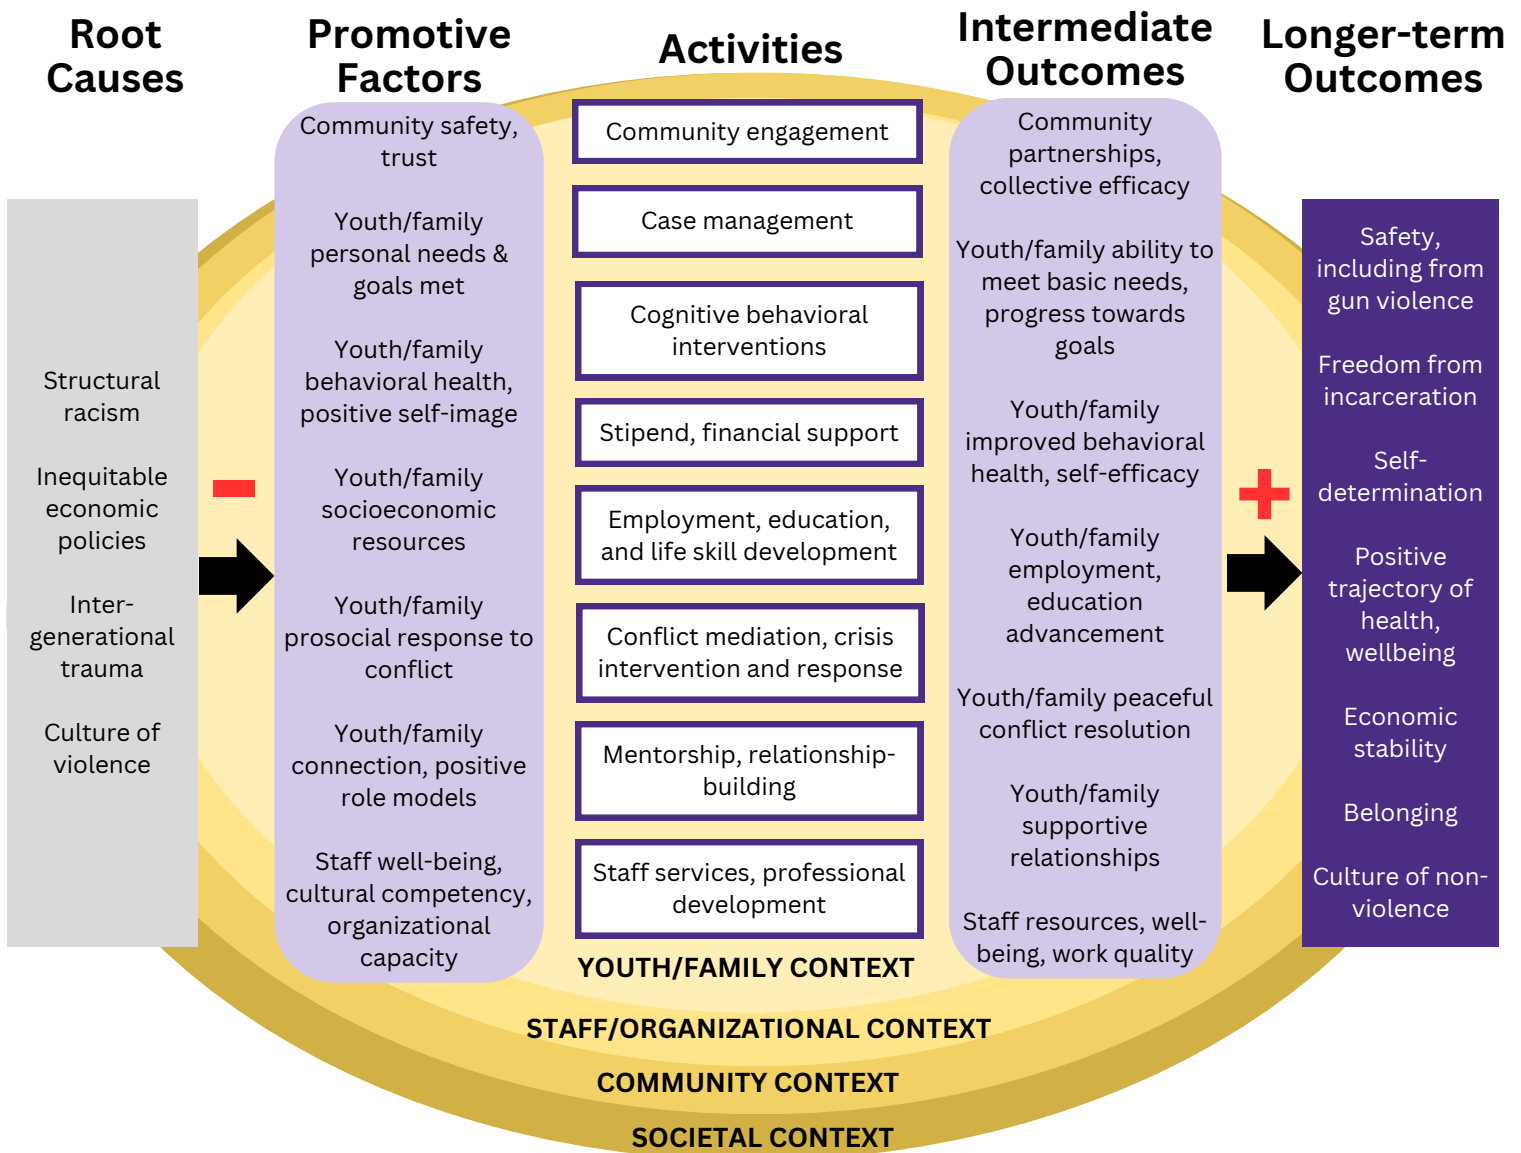 Root
Causes
Promotive
Factors
Activities
Intermediate
Outcomes
Longer-term
Outcomes
Structural
racism
Inequitable
economic
policies
Inter-
generational
trauma
Culture of
violence
Community safety,
trust
Youth/family
personal needs &
goals met
Youth/family
behavioral health,
positive self-image
Youth/family
socioeconomic
resources
Youth/family
prosocial response to
conflict
Youth/family
connection, positive
role models
Staff well-being,
cultural competency,
organizational
capacity
Community engagement
Case management
Cognitive behavioral
interventions
Stipend, financial support
Employment, education,
and life skill development
Conflict mediation, crisis
intervention and response
Mentorship, relationship-
building
Staff services, professional
development
Community
partnerships,
collective efficacy
Youth/family ability to
meet basic needs,
progress towards
goals
Youth/family
improved behavioral
health, self-efficacy
Youth/family
employment,
education
advancement
Youth/family peaceful
conflict resolution
Youth/family
supportive
relationships
Staff resources, well-
being, work quality
Safety,
including from
gun violence
Freedom from
incarceration
Self-
determination
Positive
trajectory of
health,
wellbeing
Economic
stability
Belonging
Culture of non-
violence
YOUTH/FAMILY CONTEXT
STAFF/ORGANIZATIONAL CONTEXT
COMMUNITY CONTEXT
SOCIETAL CONTEXT